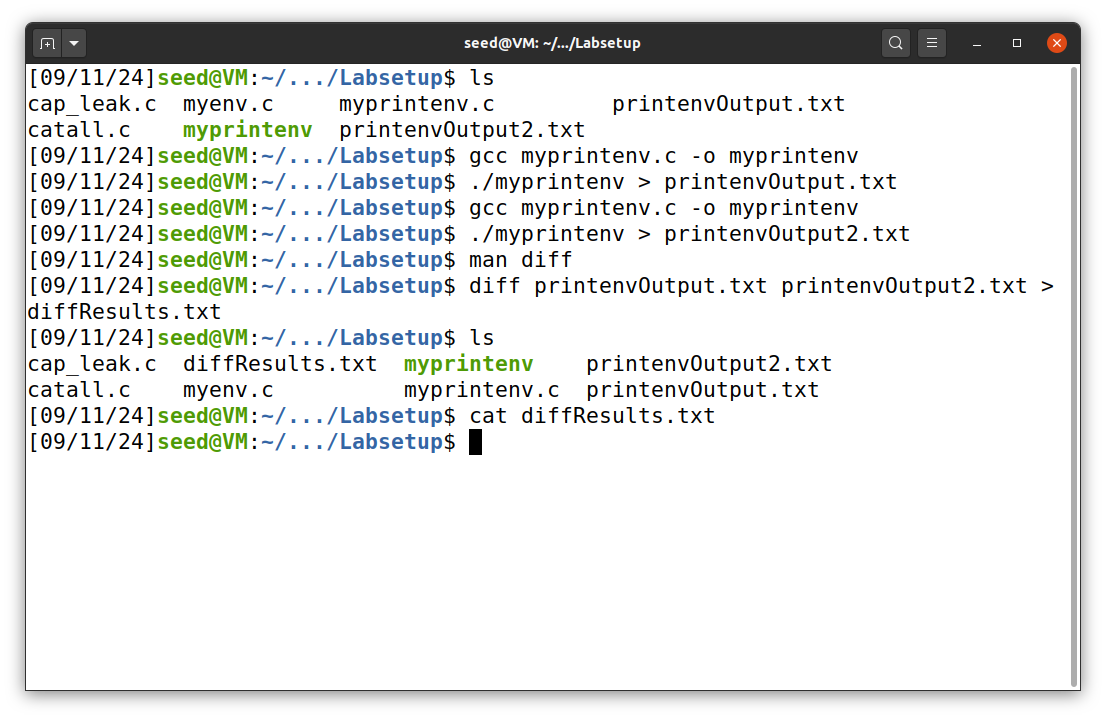 seed@VM: ~/.../Labsetup
[09/11/24]seed@VM:~/.../Labsetup$ ls
cap_leak.c  myenv.c     myprintenv.c         printenvOutput.txt
catall.c    myprintenv  printenvOutput2.txt
[09/11/24]seed@VM:~/.../Labsetup$ gcc myprintenv.c -o myprintenv
[09/11/24]seed@VM:~/.../Labsetup$ ./myprintenv > printenvOutput.txt
[09/11/24]seed@VM:~/.../Labsetup$ gcc myprintenv.c -o myprintenv
[09/11/24]seed@VM:~/.../Labsetup$ ./myprintenv > printenvOutput2.txt
[09/11/24]seed@VM:~/.../Labsetup$ man diff
[09/11/24]seed@VM:~/.../Labsetup$ diff printenvOutput.txt printenvOutput2.txt >
diffResults.txt
[09/11/24]seed@VM:~/.../Labsetup$ ls
cap_leak.c  diffResults.txt  myprintenv    printenvOutput2.txt
catall.c    myenv.c          myprintenv.c  printenvOutput.txt
[09/11/24]seed@VM:~/.../Labsetup$ cat diffResults.txt
[09/11/24]seed@VM:~/.../Labsetup$